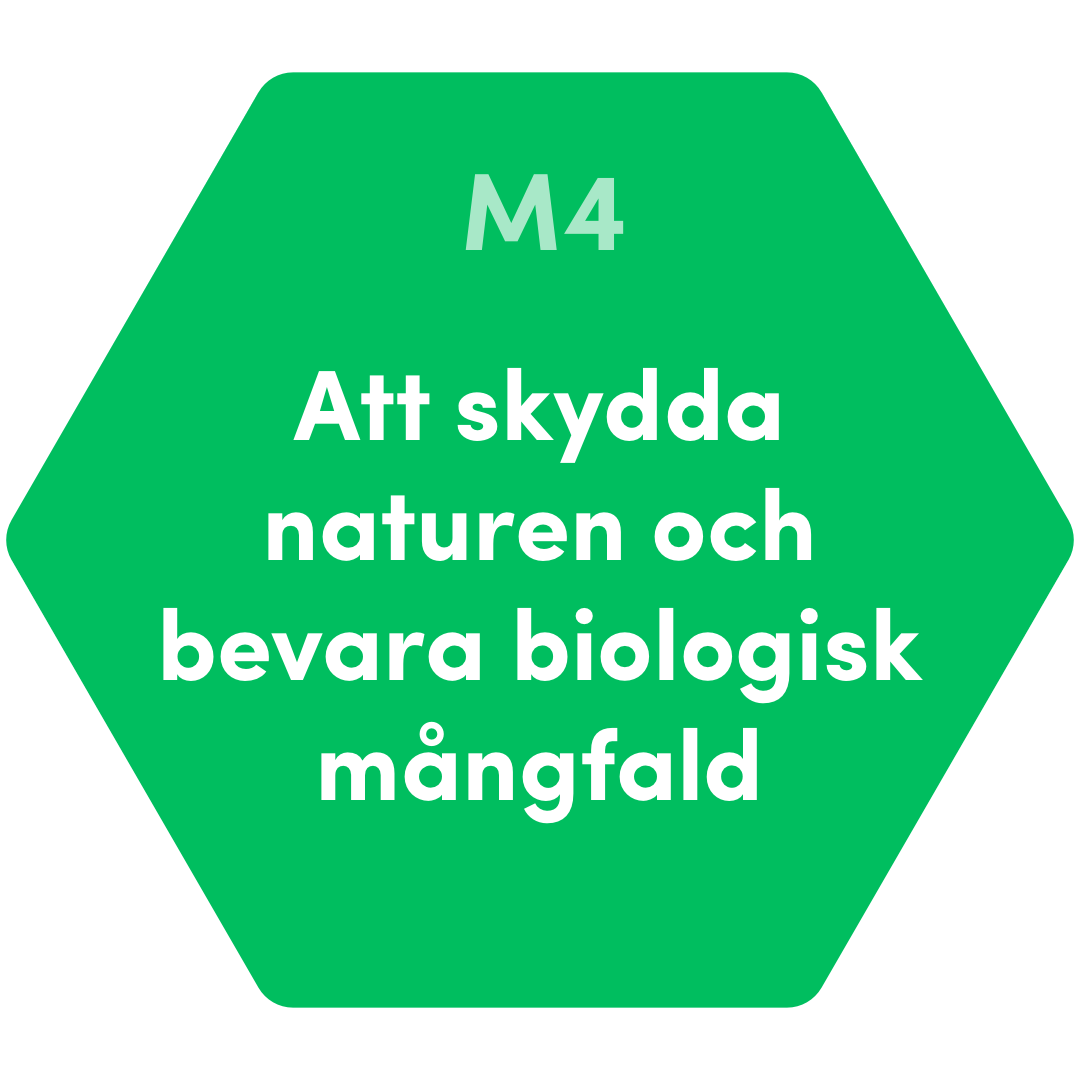 M4
Att skydda
naturen och
bevara biologisk
mångfald